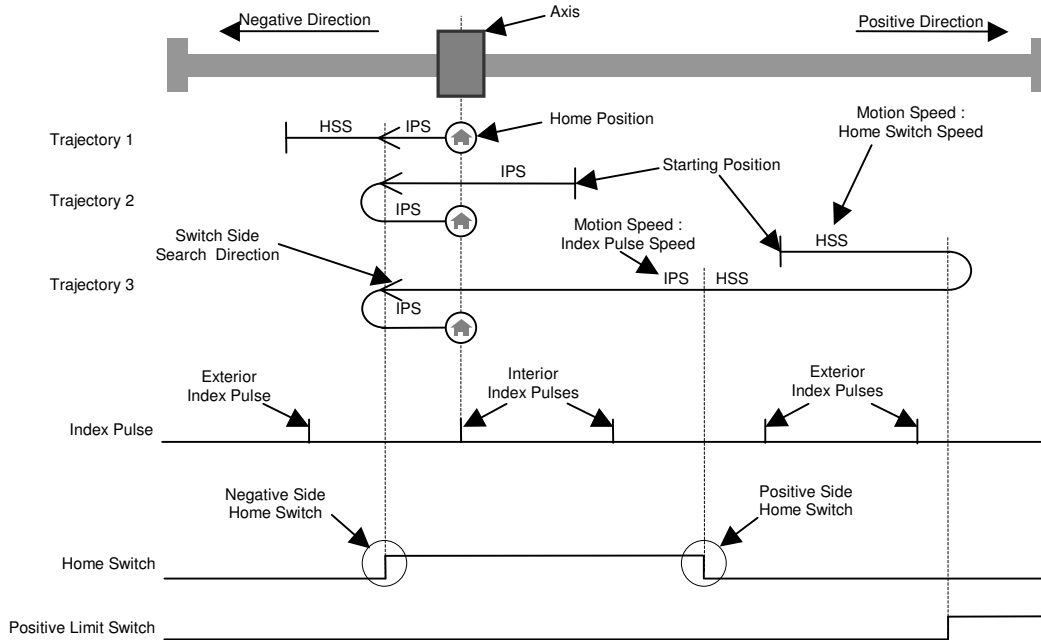 Negative Direction
Axis
Positive Direction
Trajectory 1
HSS
IPS
Home Position
Motion Speed :
Home Switch Speed
Trajectory 2
IPS
Starting Position
IPS
Switch Side
Search Direction
Motion Speed :
Index Pulse Speed
HSS
Trajectory 3
IPS
HSS
IPS
Exterior
Index Pulse
Interior
Index Pulses
Exterior
Index Pulses
Index Pulse
Negative Side
Home Switch
Positive Side
Home Switch
Home Switch
Positive Limit Switch